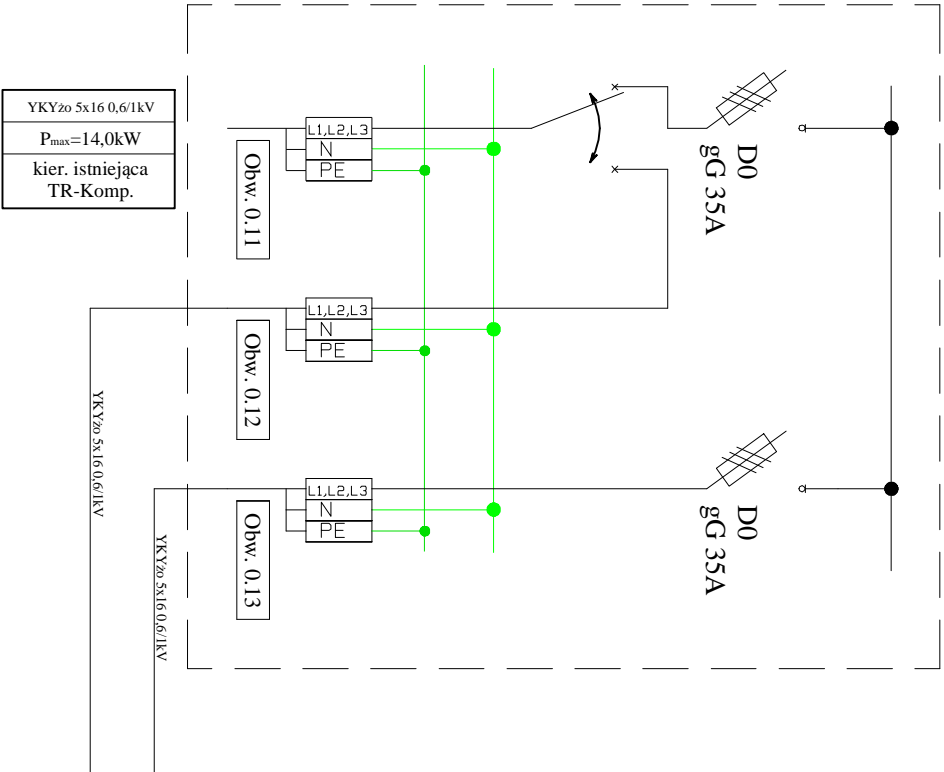 YKYżo 5x16 0,6/1kV
Pmax=14,0kW
kier. istniejąca
TR-Komp.
L1,L2,L3
N
PE
Obw. 0.11
D0
gG 35A
L1,L2,L3
N
PE
Obw. 0.12
YKYżo 5x16 0,6/1kV
L1,L2,L3
N
PE
Obw. 0.13
D0
gG 35A
YKYżo 5x16 0,6/1kV